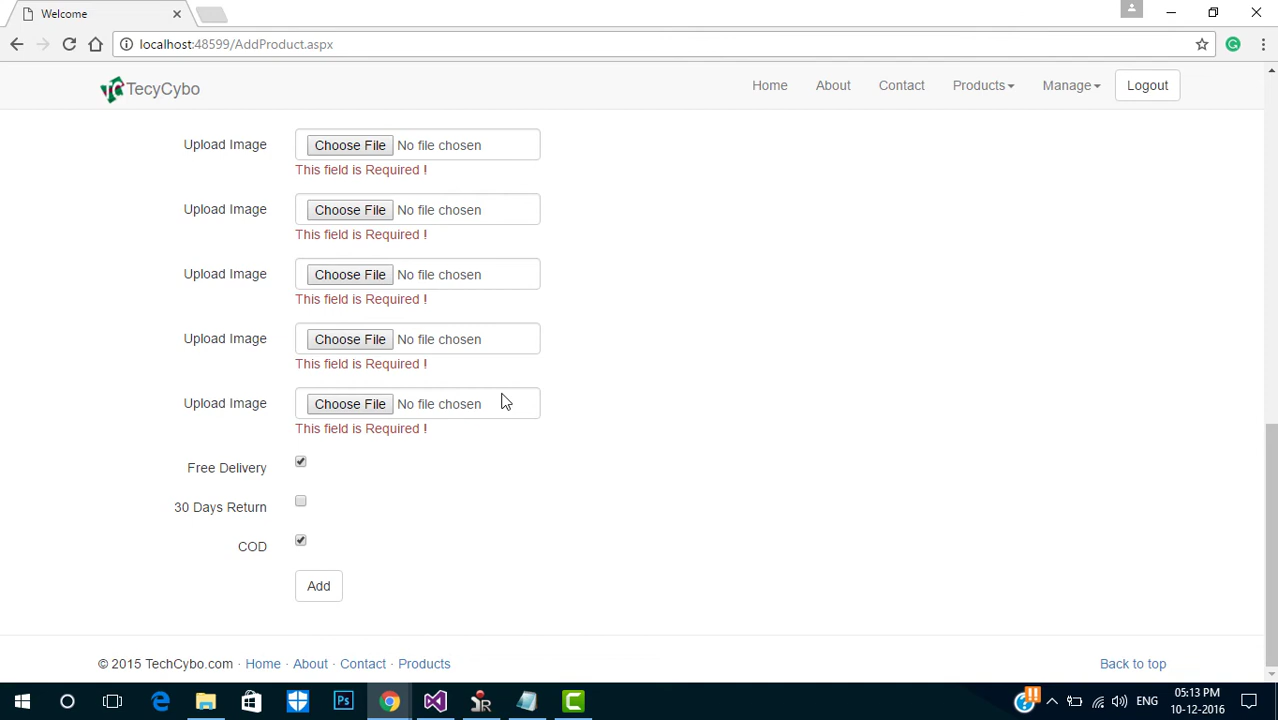 Welcome
localhost:48599/AddProduct.aspx
TecyCybo
Home About Contact Products Manage Logout
Upload Image Choose File No file chosen
This field is Required !
Upload Image Choose File No file chosen
This field is Required !
Upload Image Choose File No file chosen
This field is Required !
Upload Image Choose File No file chosen
This field is Required !
Upload Image Choose File No file chosen
This field is Required !
Free Delivery
30 Days Return
COD
Add
© 2015 TechCybo.com · Home · About · Contact · Products Back to top
Ps
R
C
ENG
05:13 PM
10-12-2016